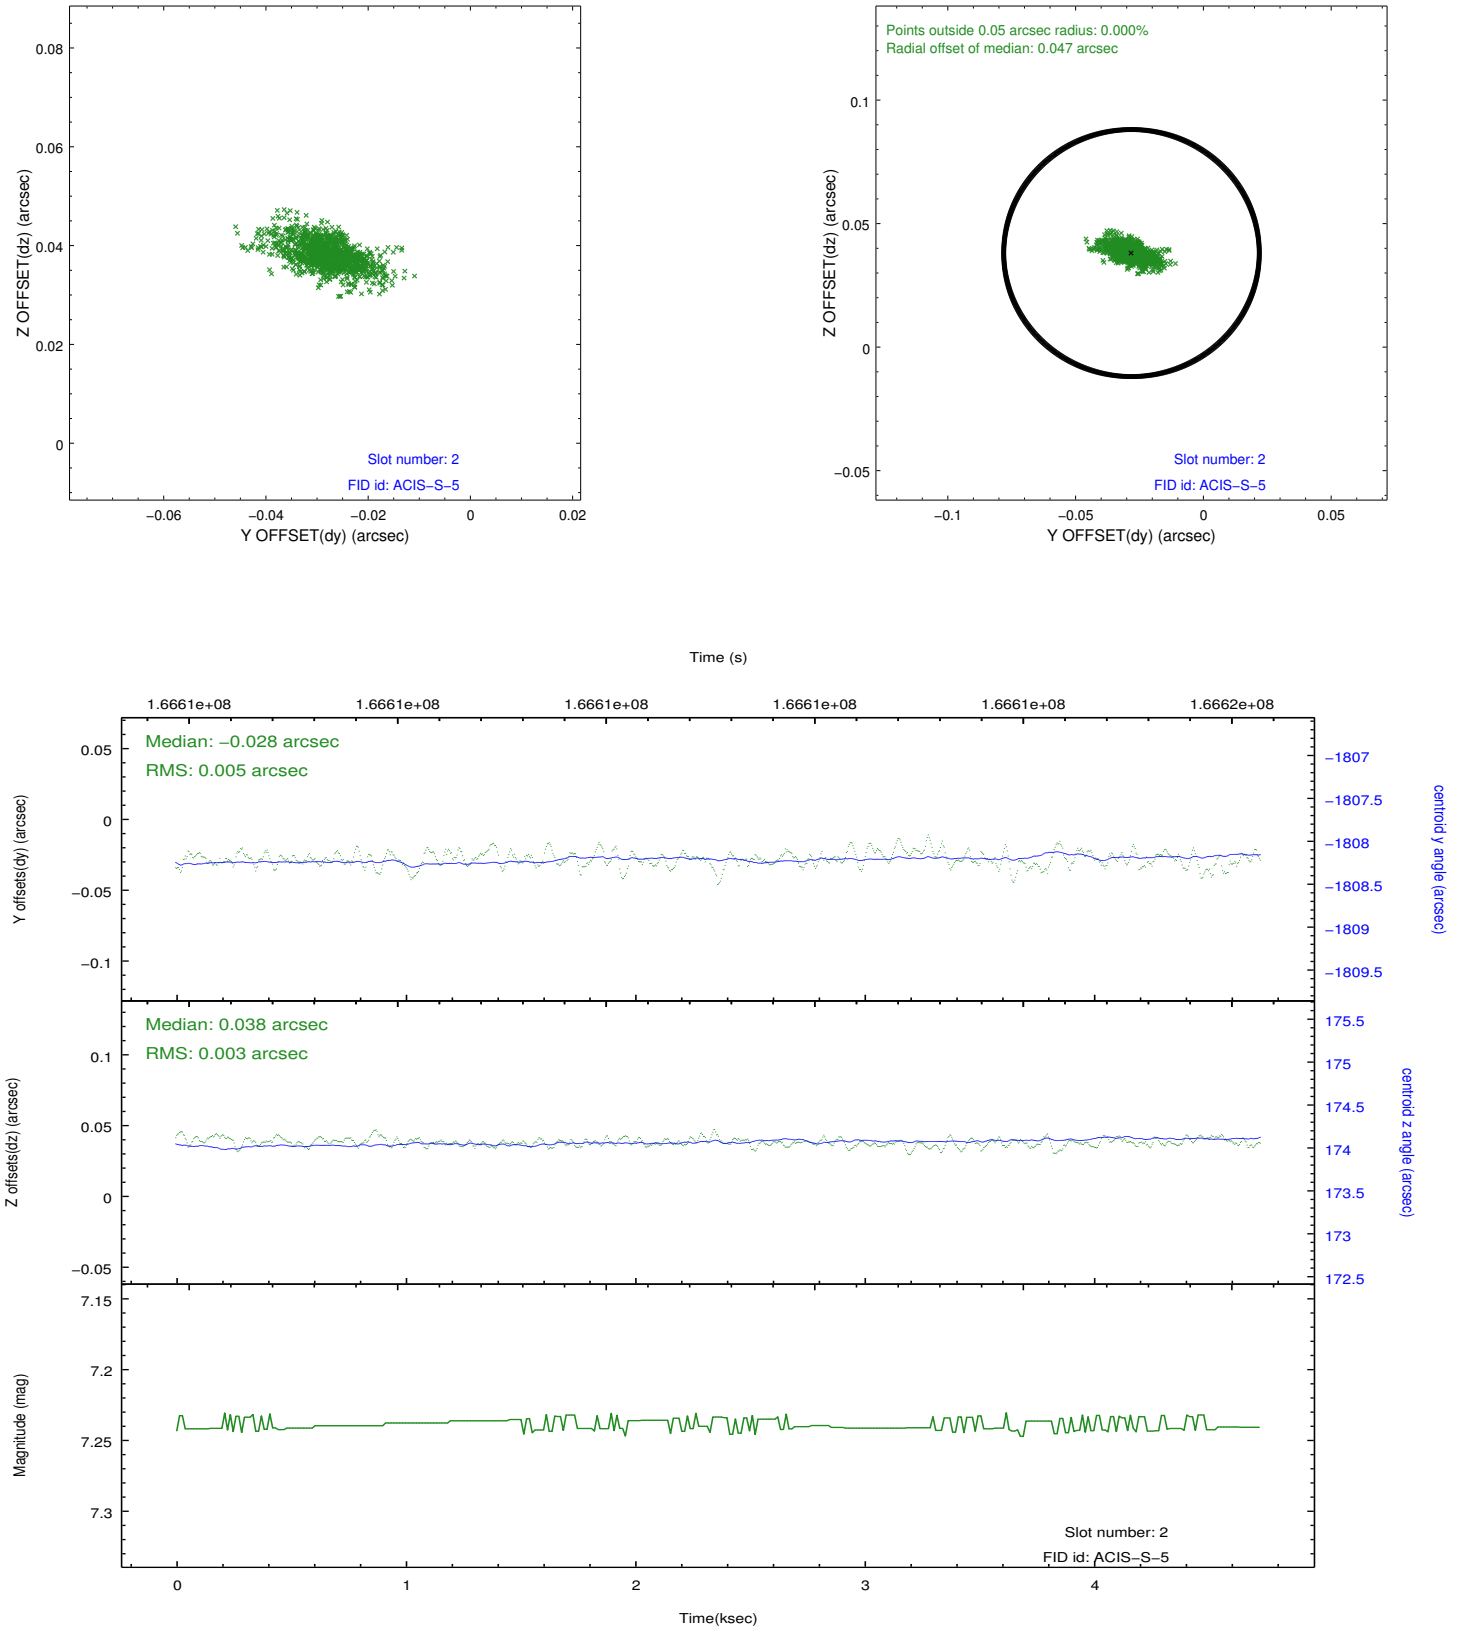 0.08
0.06
0.04
0.02
0
−0.06
−0.04
−0.02
0
0.02
Z OFFSET(dz) (arcsec)
Y OFFSET(dy) (arcsec)
Slot number: 2
FID id: ACIS−S−5
Points outside 0.05 arcsec radius: 0.000%
Radial offset of median: 0.047 arcsec
0.1
0.05
0
−0.05
−0.1
−0.05
0
0.05
Z OFFSET(dz) (arcsec)
Y OFFSET(dy) (arcsec)
Slot number: 2
FID id: ACIS−S−5
Time (s)
1.6661e+08
1.6661e+08
1.6661e+08
1.6661e+08
1.6661e+08
1.6662e+08
Median: −0.028 arcsec
RMS: 0.005 arcsec
0.05
0
−0.05
−0.1
Y offsets(dy) (arcsec)
−1807
−1807.5
−1808
−1808.5
−1809
−1809.5
centroid y angle (arcsec)
Median: 0.038 arcsec
RMS: 0.003 arcsec
0.1
0.05
0
−0.05
Z offsets(dz) (arcsec)
175.5
175
174.5
174
173.5
173
172.5
centroid z angle (arcsec)
7.15
7.2
7.25
7.3
Magnitude (mag)
Slot number: 2
FID id: ACIS−S−5
0
1
2
3
4
Time(ksec)